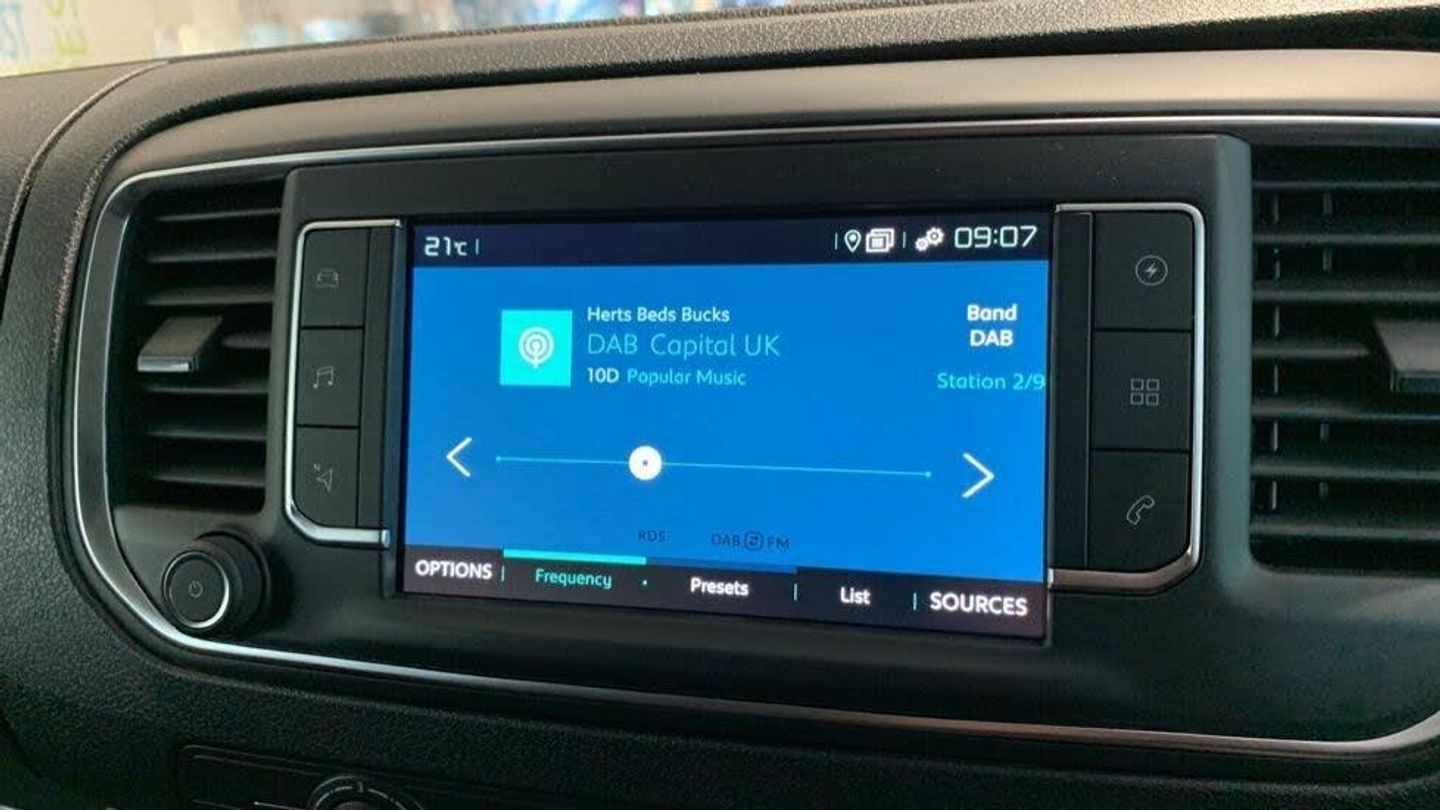 21°C
09:07
Herts Beds Bucks
DAB Capital UK
10D Popular Music
Band
DAB
Station 2/9
RDS DAB FM
OPTIONS Frequency Presets List SOURCES
N